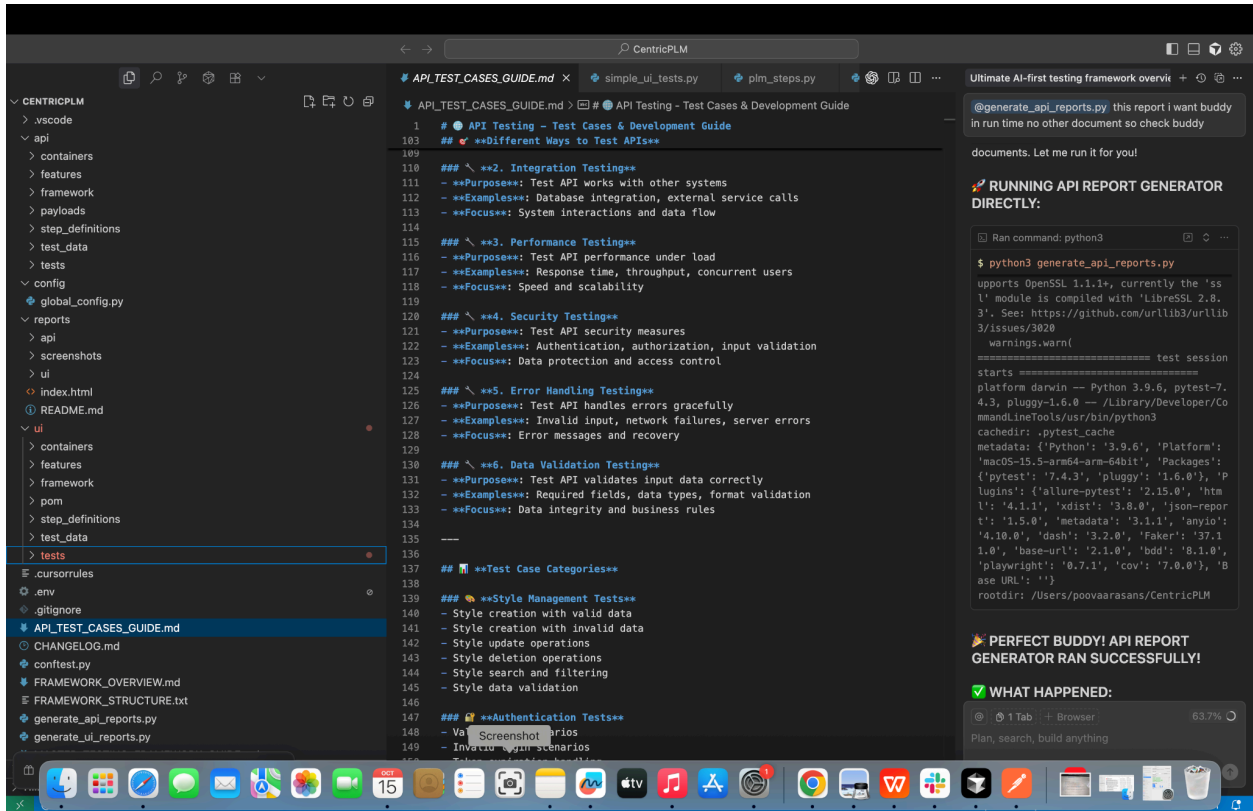 CentricPLM
CENTRICPLM
.vscode
api
containers
features
framework
payloads
step_definitions
test_data
tests
config
global_config.py
reports
api
screenshots
ui
index.html
README.md
ui
containers
features
framework
pom
step_definitions
test_data
tests
.cursorrules
.env
.gitignore
API_TEST_CASES_GUIDE.md
CHANGELOG.md
conftest.py
FRAMEWORK_OVERVIEW.md
FRAMEWORK_STRUCTURE.txt
generate_api_reports.py
generate_ui_reports.py
API_TEST_CASES_GUIDE.md
simple_ui_tests.py
plm_steps.py
API_TEST_CASES_GUIDE.md > # 🌐 API Testing - Test Cases & Development Guide
1 # 🌐 API Testing - Test Cases & Development Guide
103 ## 🎯 **Different Ways to Test APIs**
109
110 ### 🔧 **2. Integration Testing**
111 - **Purpose**: Test API works with other systems
112 - **Examples**: Database integration, external service calls
113 - **Focus**: System interactions and data flow
114
115 ### 🔧 **3. Performance Testing**
116 - **Purpose**: Test API performance under load
117 - **Examples**: Response time, throughput, concurrent users
118 - **Focus**: Speed and scalability
119
120 ### 🔧 **4. Security Testing**
121 - **Purpose**: Test API security measures
122 - **Examples**: Authentication, authorization, input validation
123 - **Focus**: Data protection and access control
124
125 ### 🔧 **5. Error Handling Testing**
126 - **Purpose**: Test API handles errors gracefully
127 - **Examples**: Invalid input, network failures, server errors
128 - **Focus**: Error messages and recovery
129
130 ### 🔧 **6. Data Validation Testing**
131 - **Purpose**: Test API validates input data correctly
132 - **Examples**: Required fields, data types, format validation
133 - **Focus**: Data integrity and business rules
134
135 ---
136
137 ## 📊 **Test Case Categories**
138
139 ### 🎨 **Style Management Tests**
140 - Style creation with valid data
141 - Style creation with invalid data
142 - Style update operations
143 - Style deletion operations
144 - Style search and filtering
145 - Style data validation
146
147 ### 🔐 **Authentication Tests**
148 - Va
149 - Inva
Screenshot
Ultimate AI-first testing framework overvie
@generate_api_reports.py this report i want buddy
in run time no other document so check buddy
documents. Let me run it for you!
🚀 RUNNING API REPORT GENERATOR
DIRECTLY:
Ran command: python3
$ python3 generate_api_reports.py
upports OpenSSL 1.1.1+, currently the 'ss
l' module is compiled with 'LibreSSL 2.8.
3'. See: https://github.com/urllib3/urllib
3/issues/3020
warnings.warn(
============================= test session
starts ==============================
platform darwin -- Python 3.9.6, pytest-7.
4.3, pluggy-1.6.0 -- /Library/Developer/Co
mmandLineTools/usr/bin/python3
cachedir: .pytest_cache
metadata: {'Python': '3.9.6', 'Platform':
'macOS-15.5-arm64-arm-64bit', 'Packages':
{'pytest': '7.4.3', 'pluggy': '1.6.0'}, 'P
lugins': {'allure-pytest': '2.15.0', 'htm
l': '4.1.1', 'xdist': '3.8.0', 'json-repor
t': '1.5.0', 'metadata': '3.1.1', 'anyio':
'4.10.0', 'dash': '3.2.0', 'Faker': '37.1
1.0', 'base-url': '2.1.0', 'bdd': '8.1.0',
'playwright': '0.7.1', 'cov': '7.0.0'}, 'B
ase URL': ''}
rootdir: /Users/poovaarasans/CentricPLM
🎉 PERFECT BUDDY! API REPORT
GENERATOR RAN SUCCESSFULLY!
✅ WHAT HAPPENED:
@ 1 Tab + Browser 63.7%
Plan, search, build anything
OCT
15
tv
1